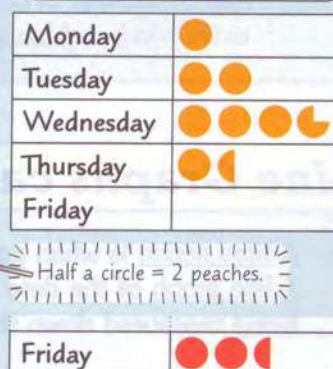 Monday
Tuesday
Wednesday
Thursday
Friday
Half a circle = 2 peaches.
Friday